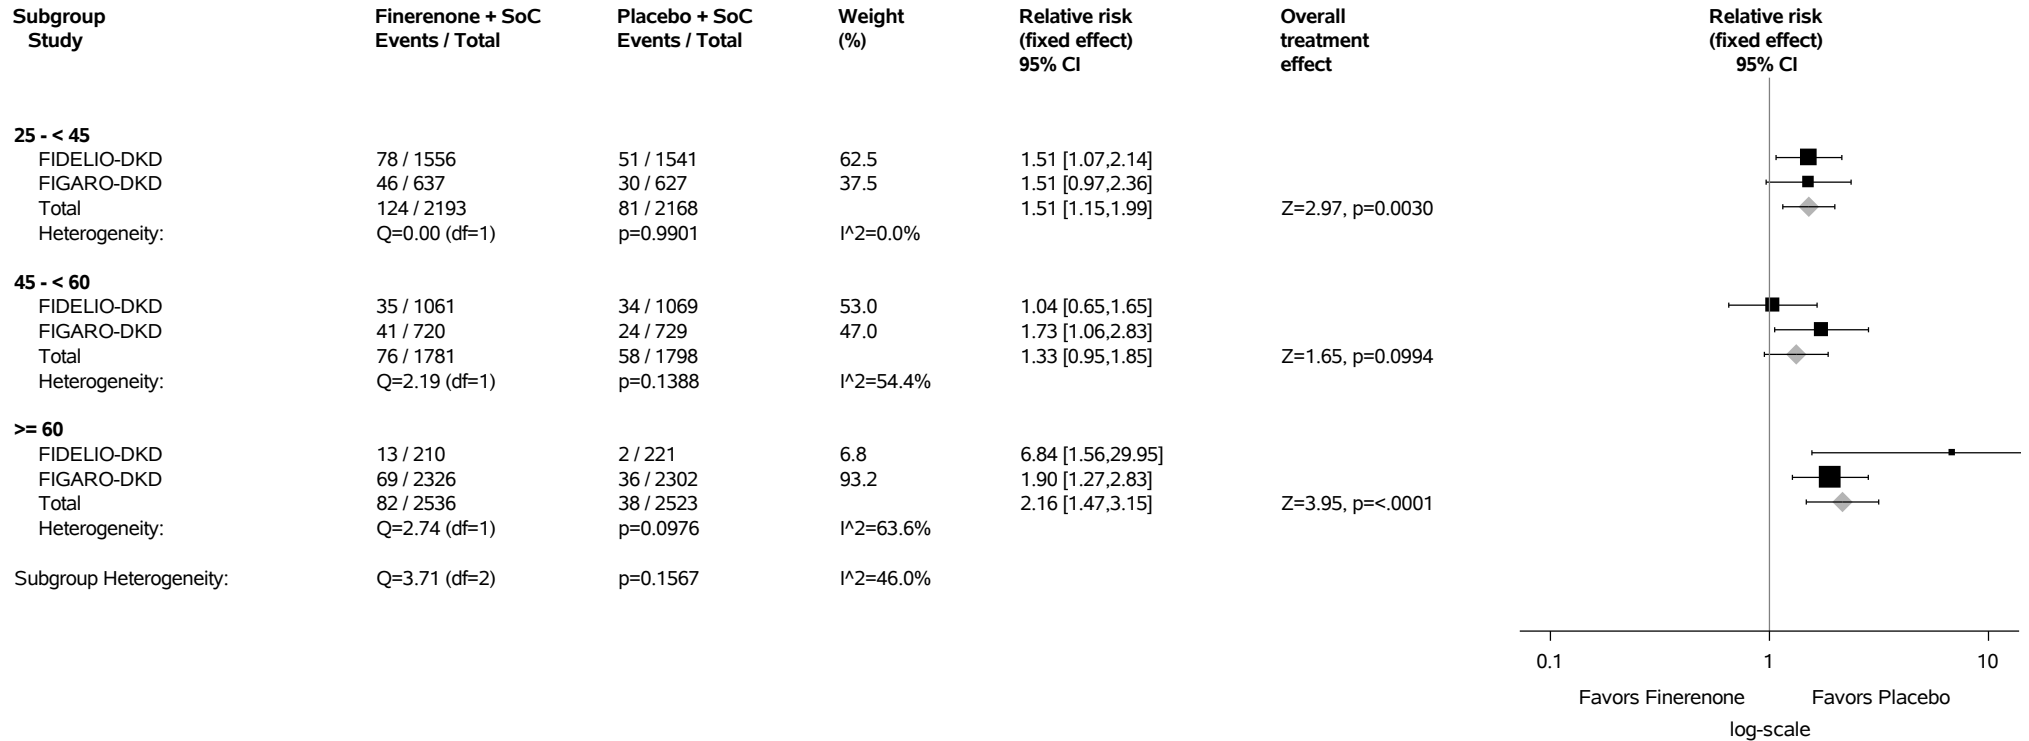 Subgroup Finerenone + SoC Placebo + SoC Weight Relative risk Overall Relative risk
Study Events / Total Events / Total (%) (fixed effect) treatment (fixed effect)
95% CI effect 95% CI
25 - < 45
FIDELIO-DKD 78 / 1556 51 / 1541 62.5 1.51 [1.07,2.14]
FIGARO-DKD 46 / 637 30 / 627 37.5 1.51 [0.97,2.36]
Total 124 / 2193 81 / 2168 1.51 [1.15,1.99] Z=2.97, p=0.0030
Heterogeneity: Q=0.00 (df=1) p=0.9901 I^2=0.0%
45 - < 60
FIDELIO-DKD 35 / 1061 34 / 1069 53.0 1.04 [0.65,1.65]
FIGARO-DKD 41 / 720 24 / 729 47.0 1.73 [1.06,2.83]
Total 76 / 1781 58 / 1798 1.33 [0.95,1.85] Z=1.65, p=0.0994
Heterogeneity: Q=2.19 (df=1) p=0.1388 I^2=54.4%
>= 60
FIDELIO-DKD 13 / 210 2 / 221 6.8 6.84 [1.56,29.95]
FIGARO-DKD 69 / 2326 36 / 2302 93.2 1.90 [1.27,2.83]
Total 82 / 2536 38 / 2523 2.16 [1.47,3.15] Z=3.95, p=<.0001
Heterogeneity: Q=2.74 (df=1) p=0.0976 I^2=63.6%
Subgroup Heterogeneity: Q=3.71 (df=2) p=0.1567 I^2=46.0%
0.1 1 10
Favors Finerenone Favors Placebo
log-scale